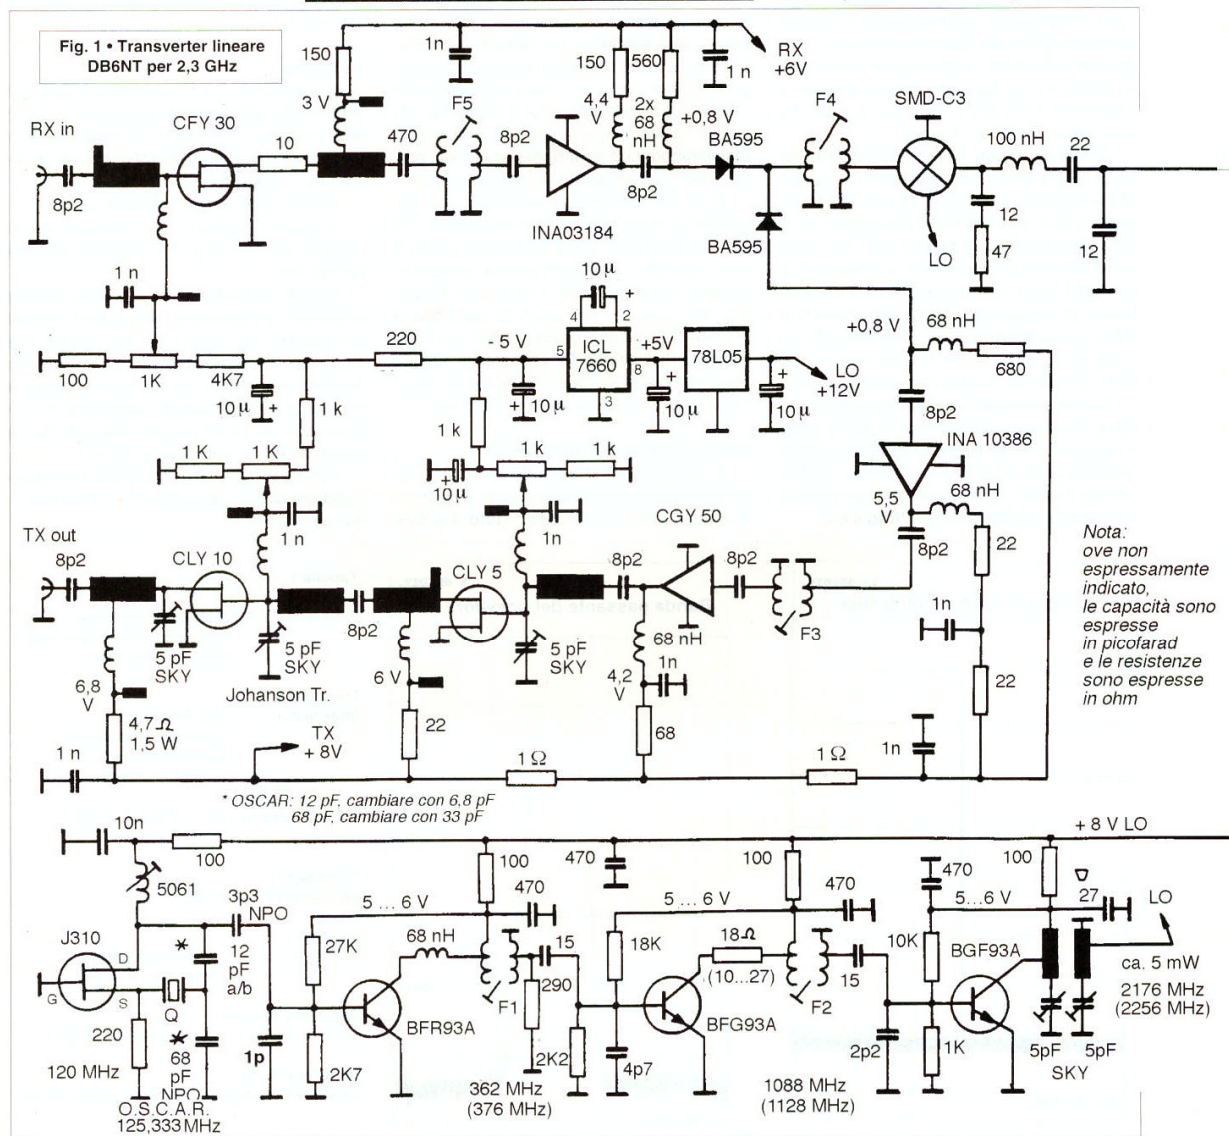 Fig. 1 • Transverter lineare
DB6NT per 2,3 GHz
150
1n
150
560
1 n
RX
+6V
3 V
4,4
V
2x
68
nH
+0,8 V
F5
F4
SMD-C3
RX in
CFY 30
10
470
8p2
BA595
100 nH
22
8p2
8p2
INA03184
BA595
LO
12
47
12
1 n
10 µ
+
4
2
+0,8 V
68 nH
220
- 5 V
5
ICL
7660
8
3
+5V
78L05
LO
+12V
680
100
1K
4K7
10 µ
+
+
10 µ
+
10 µ
+
10 µ
8p2
1 k
1 k
INA 10386
1 K
1 K
1 k
1 k
+
10 µ
5,5
V
68 nH
1 n
1n
CGY 50
8p2
22
TX out
8p2
CLY 10
CLY 5
8p2
8p2
F3
1n
Nota:
ove non
espressamente
indicato,
le capacità sono
espresse
in picofarad
e le resistenze
sono espresse
in ohm
5 pF
SKY
5 pF
SKY
8p2
5 pF
SKY
68 nH
Johanson Tr.
6,8
V
6 V
4,2
V
1n
22
4,7 Ω
1,5 W
22
68
1 n
TX
+ 8V
1 Ω
1 Ω
1n
* OSCAR: 12 pF, cambiare con 6,8 pF
68 pF, cambiare con 33 pF
10n
100
+ 8 V LO
5061
100
470
100
470
100
27
LO
3p3
NPO
5 ... 6 V
470
5 ... 6 V
470
5...6 V
J310
D
G
S
*
12
pF
a/b
27K
68 nH
15
18K
18Ω
(10...27)
15
10K
BGF93A
ca. 5 mW
2176 MHz
(2256 MHz)
Q
F1
290
F2
220
*
68
pF
NPO
1p
BFR93A
BFG93A
120 MHz
2K7
2K2
4p7
2p2
1K
5pF
5pF
SKY
O.S.C.A.R.
125,333 MHz
362 MHz
(376 MHz)
1088 MHz
(1128 MHz)